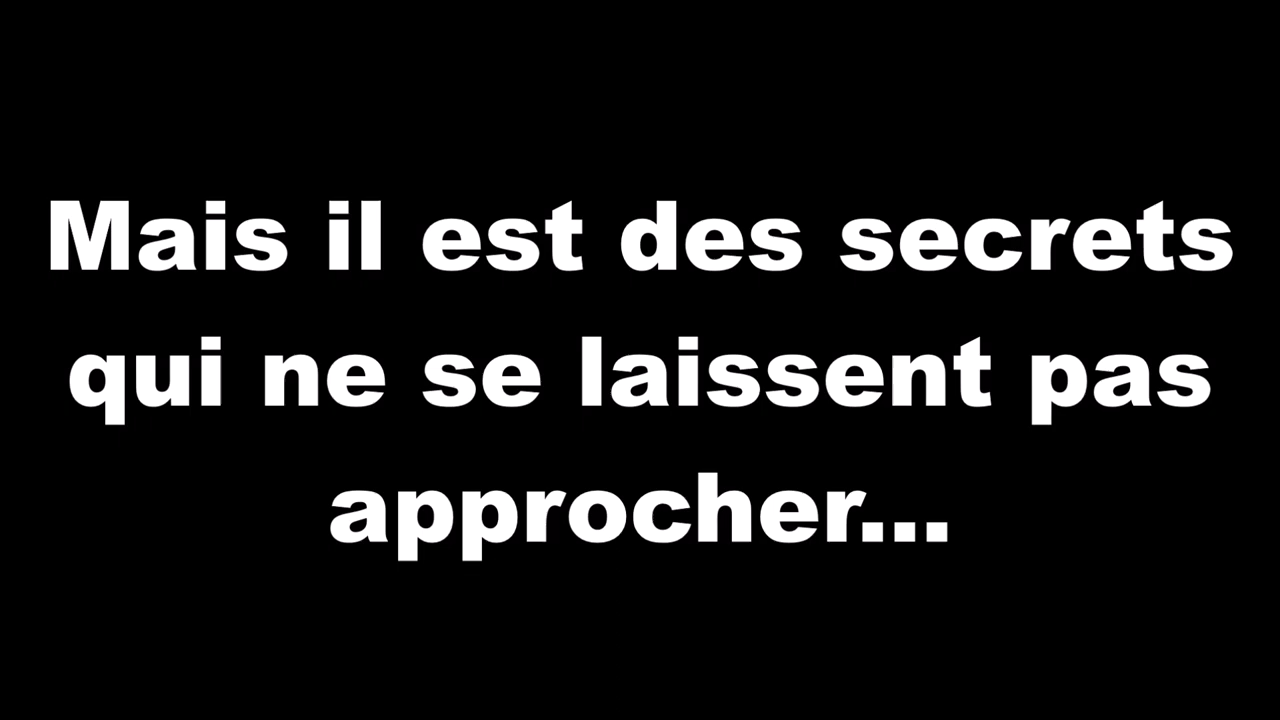 Mais il est des secrets
qui ne se laissent pas
approcher...